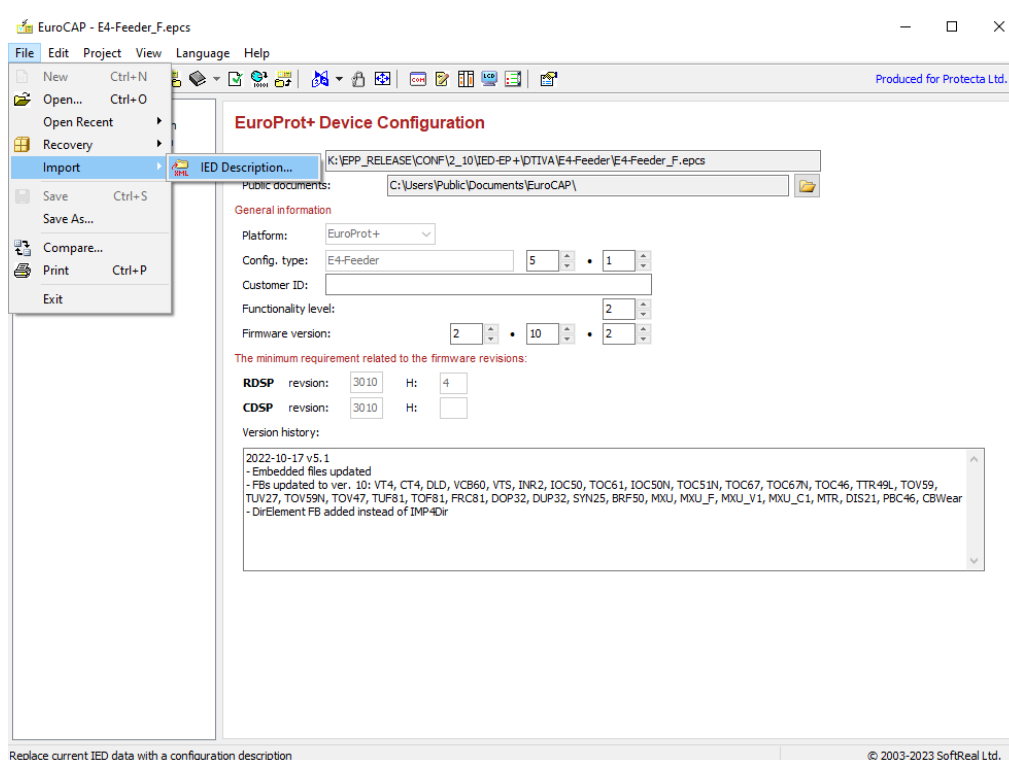 EuroCAP - E4-Feeder_F.epcs
File Edit Project View Language Help
New Ctrl+N
Open... Ctrl+O
Open Recent
Recovery
Import
IED Description...
Save Ctrl+S
Save As...
Compare...
Print Ctrl+P
Exit
Produced for Protecta Ltd.
EuroProt+ Device Configuration
K:\EPP_RELEASE\CONF\2_10\IED-EP+\DTIVA\E4-Feeder\E4-Feeder_F.epcs
Public documents: C:\Users\Public\Documents\EuroCAP\
General information
Platform: EuroProt+
Config. type: E4-Feeder 5 • 1
Customer ID:
Functionality level: 2
Firmware version: 2 • 10 • 2
The minimum requirement related to the firmware revisions:
RDSP revsion: 3010 H: 4
CDSP revsion: 3010 H:
Version history:
2022-10-17 v5.1
- Embedded files updated
- FBs updated to ver. 10: VT4, CT4, DLD, VCB60, VTS, INR2, IOC50, TOC61, IOC50N, TOC51N, TOC67, TOC67N, TOC46, TTR49L, TOV59,
TUV27, TOV59N, TOV47, TUF81, TOF81, FRC81, DOP32, DUP32, SYN25, BRF50, MXU, MXU_F, MXU_V1, MXU_C1, MTR, DIS21, PBC46, CBWear
- DirElement FB added instead of IMP4Dir
Replace current IED data with a configuration description
© 2003-2023 SoftReal Ltd.